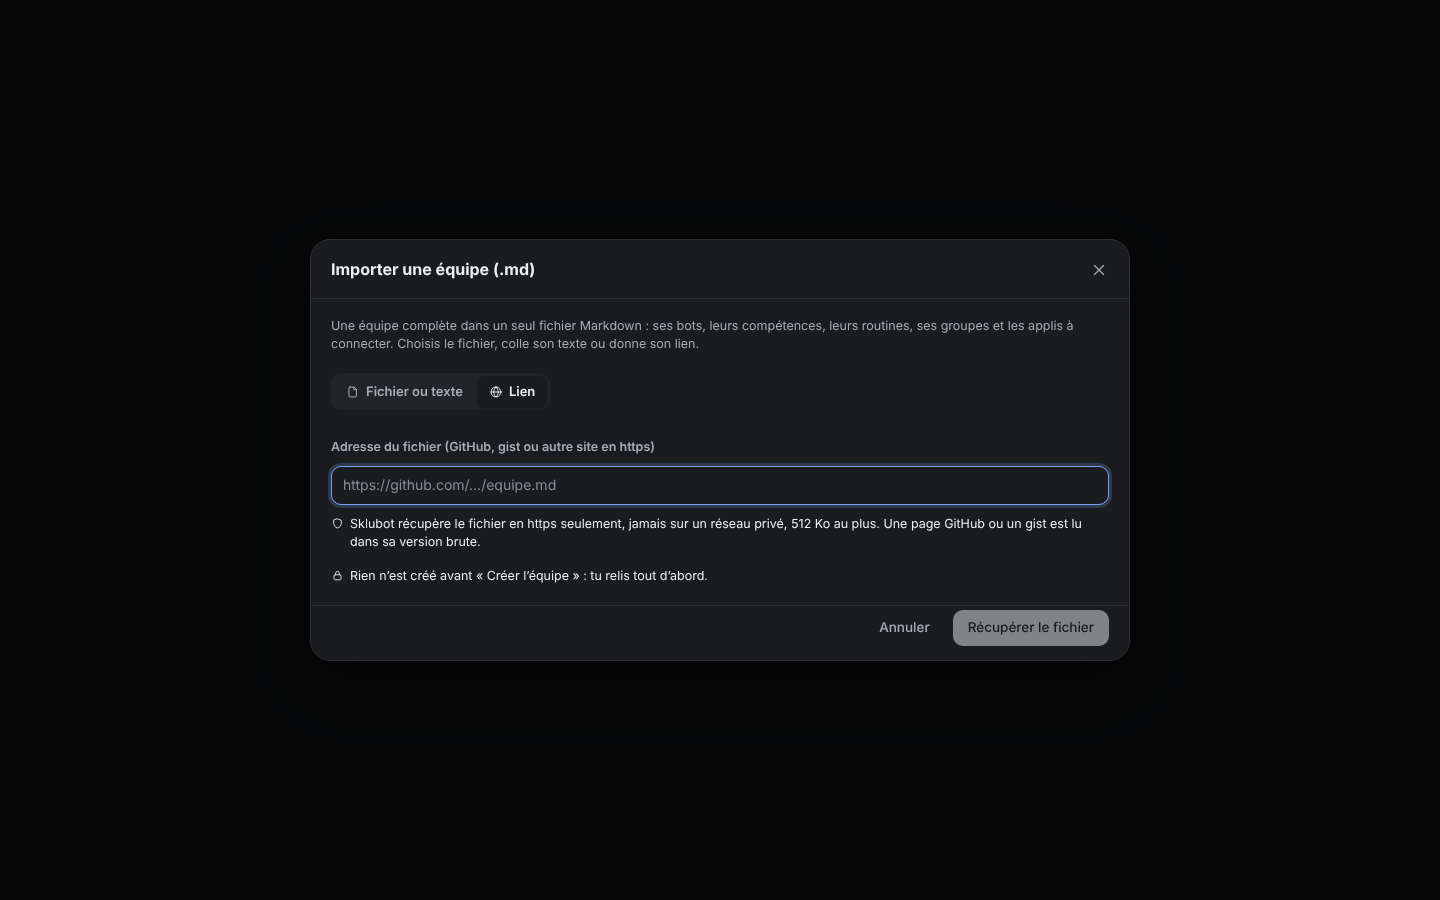 Importer une équipe (.md)
Une équipe complète dans un seul fichier Markdown : ses bots, leurs compétences, leurs routines, ses groupes et les applis à
connecter. Choisis le fichier, colle son texte ou donne son lien.
Fichier ou texte
Lien
Adresse du fichier (GitHub, gist ou autre site en https)
https://github.com/.../equipe.md
Sklubot récupère le fichier en https seulement, jamais sur un réseau privé, 512 Ko au plus. Une page GitHub ou un gist est lu
dans sa version brute.
Rien n’est créé avant « Créer l’équipe » : tu relis tout d’abord.
Annuler
Récupérer le fichier